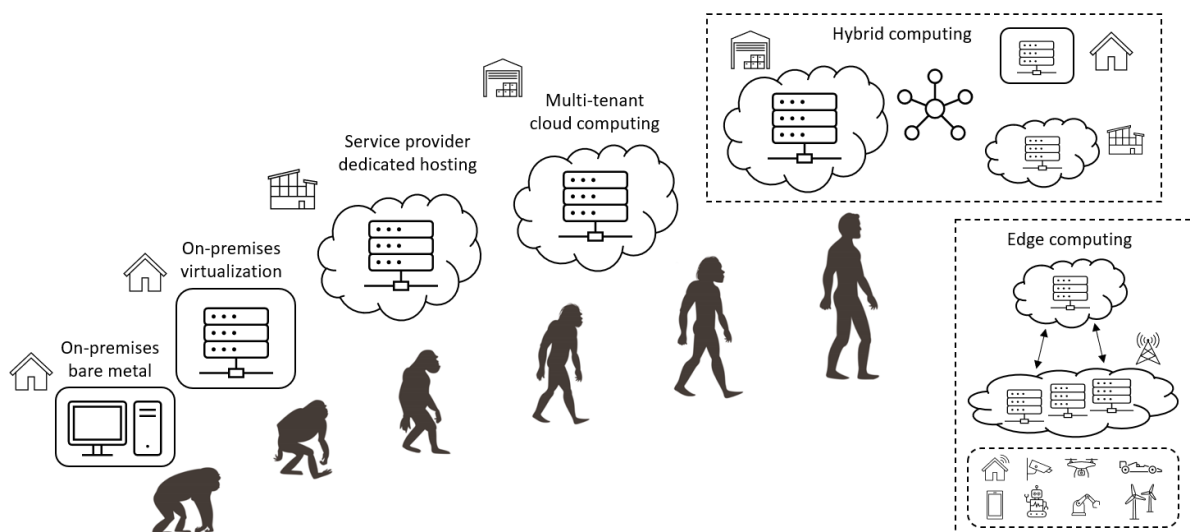 On-premises
bare metal
On-premises
virtualization
Service provider
dedicated hosting
Multi-tenant
cloud computing
Hybrid computing
Edge computing